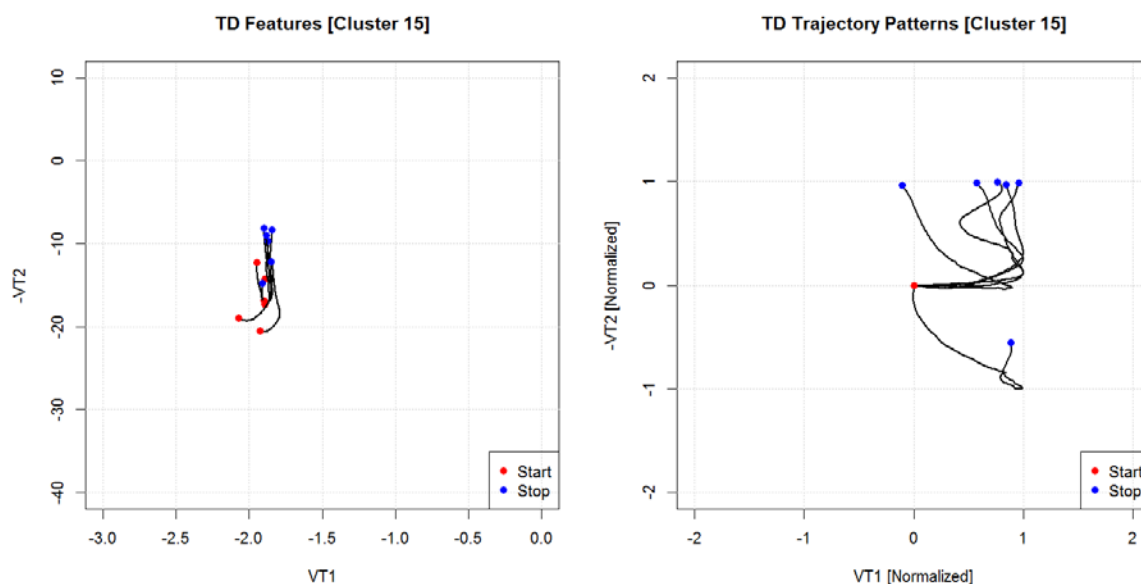 TD Features [Cluster 15]
-VT2
10
0
-10
-20
-30
-40
-3.0 -2.5 -2.0 -1.5 -1.0 -0.5 0.0
VT1
Start
Stop
TD Trajectory Patterns [Cluster 15]
-VT2 [Normalized]
2
1
0
-1
-2
-2 -1 0 1 2
VT1 [Normalized]
Start
Stop